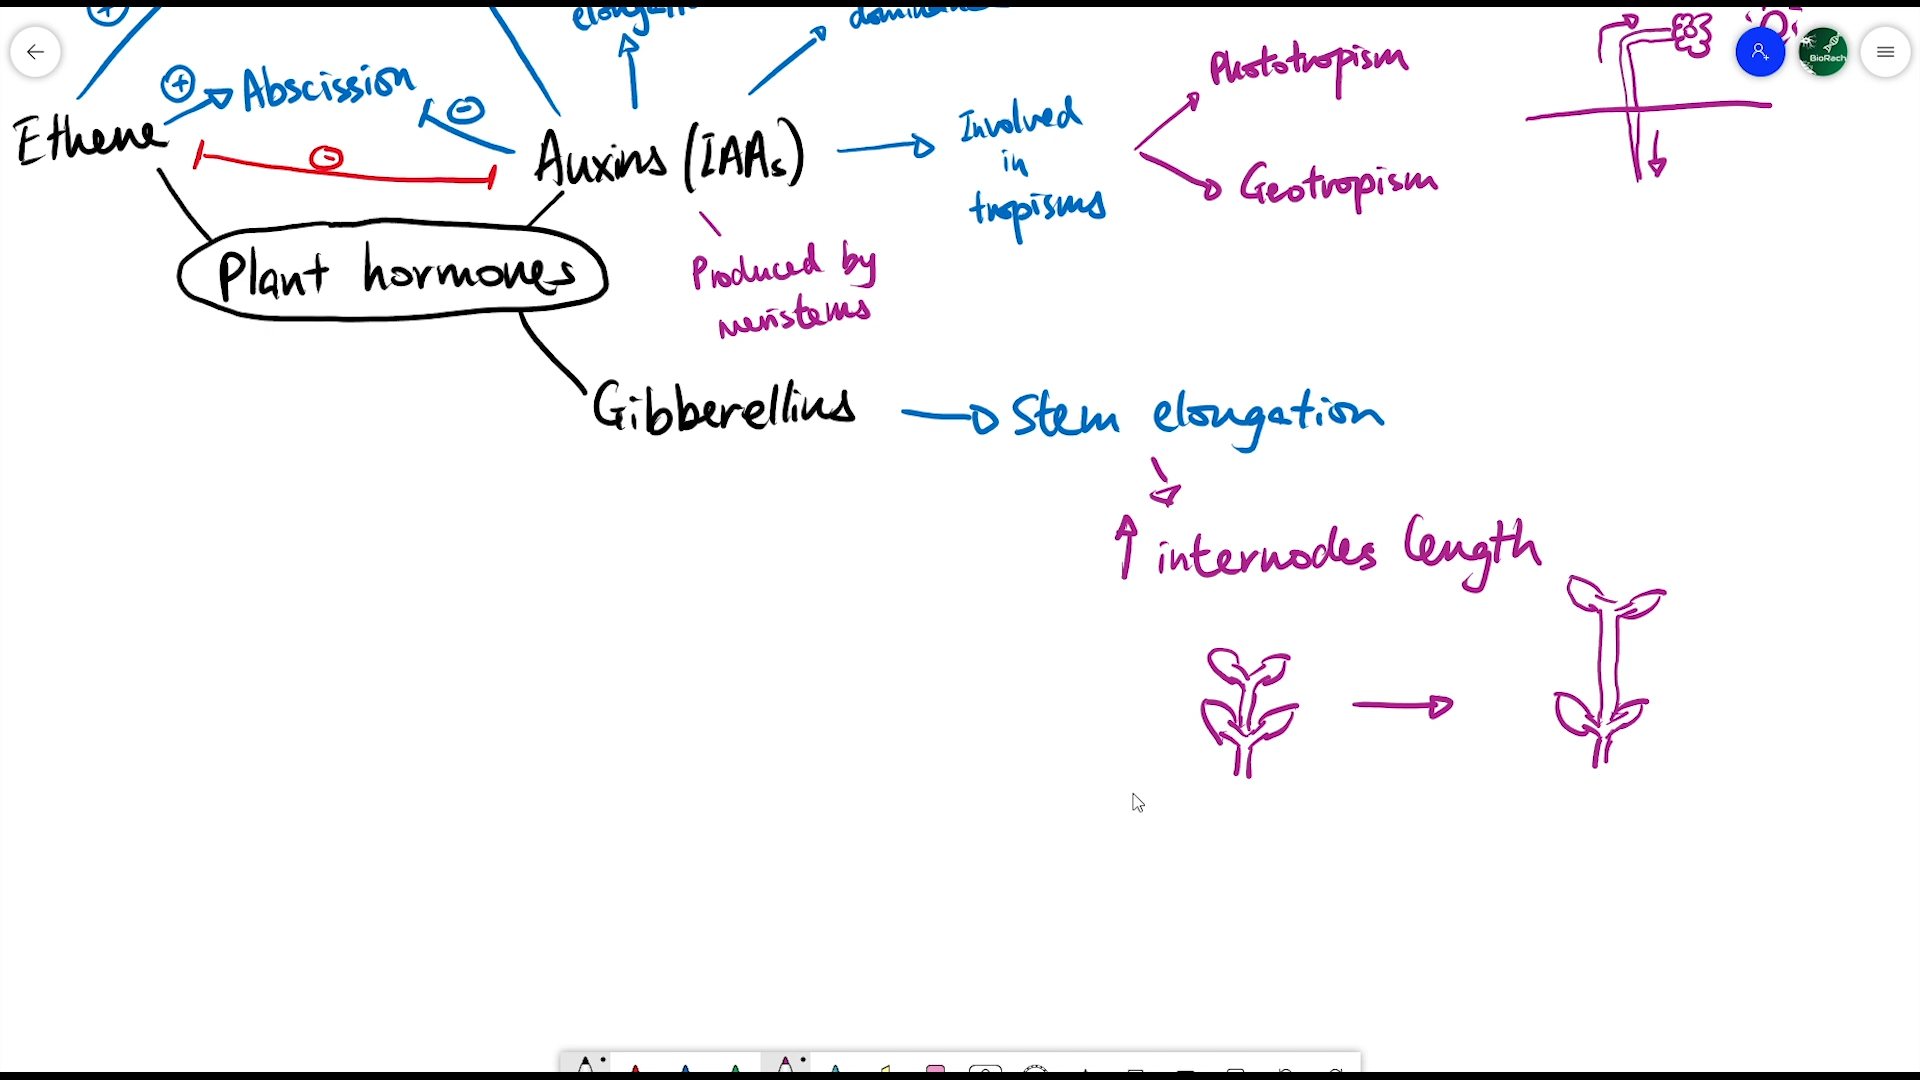 Phototropism
BioRach
⊕ Abscission
⊖
Ethene
⊖
Auxins (IAAs)
Involved
in
tropisms
Geotropism
Plant hormones
Produced by
meristems
Gibberellins
Stem elongation
↑ internodes length